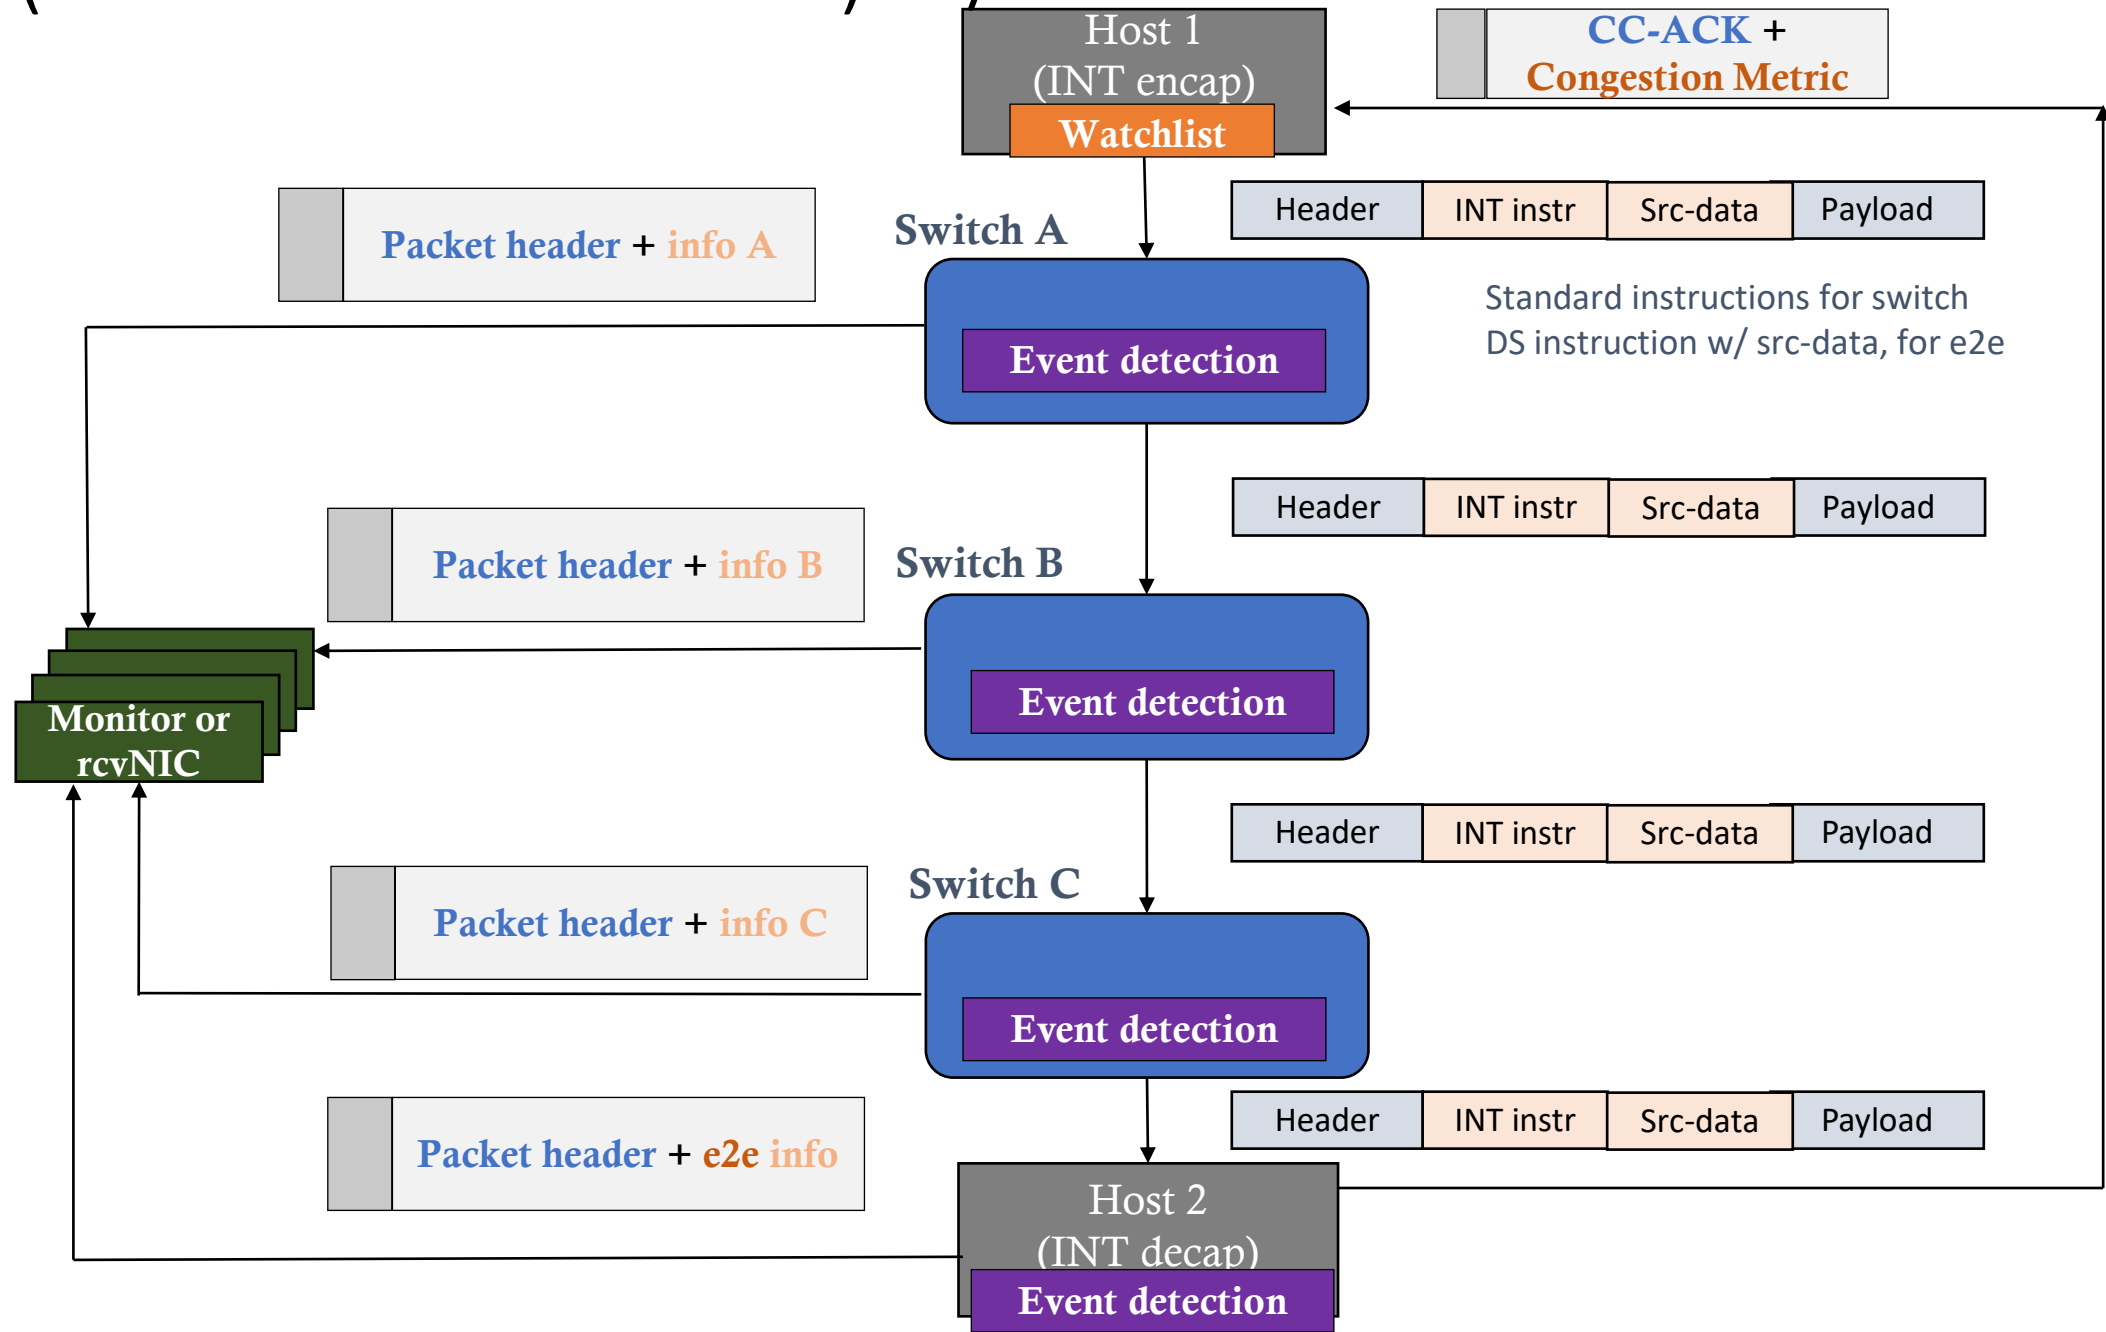 Host 1
(INT encap)
Watchlist
CC-ACK +
Congestion Metric
Header INT instr Src-data Payload
Packet header + info A
Switch A
Standard instructions for switch
DS instruction w/ src-data, for e2e
Event detection
Header INT instr Src-data Payload
Packet header + info B
Switch B
Event detection
Monitor or
rcvNIC
Header INT instr Src-data Payload
Switch C
Packet header + info C
Event detection
Header INT instr Src-data Payload
Packet header + e2e info
Host 2
(INT decap)
Event detection